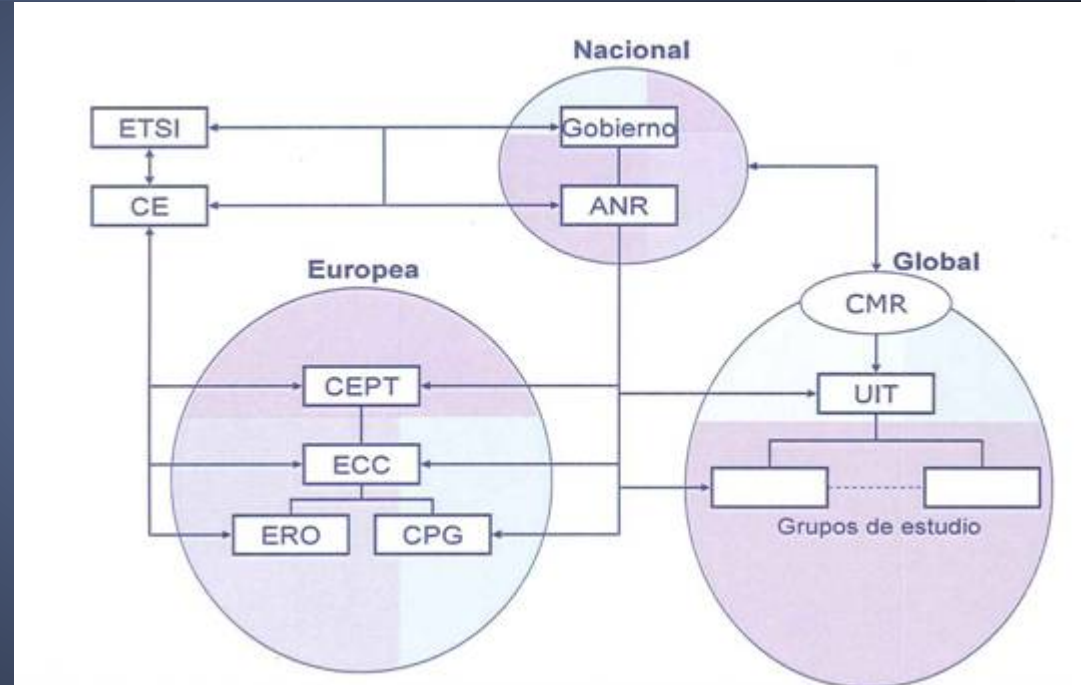 Nacional
ETSI
Gobierno
CE
ANR
Europea
Global
CMR
CEPT
UIT
ECC
ERO
CPG
Grupos de estudio